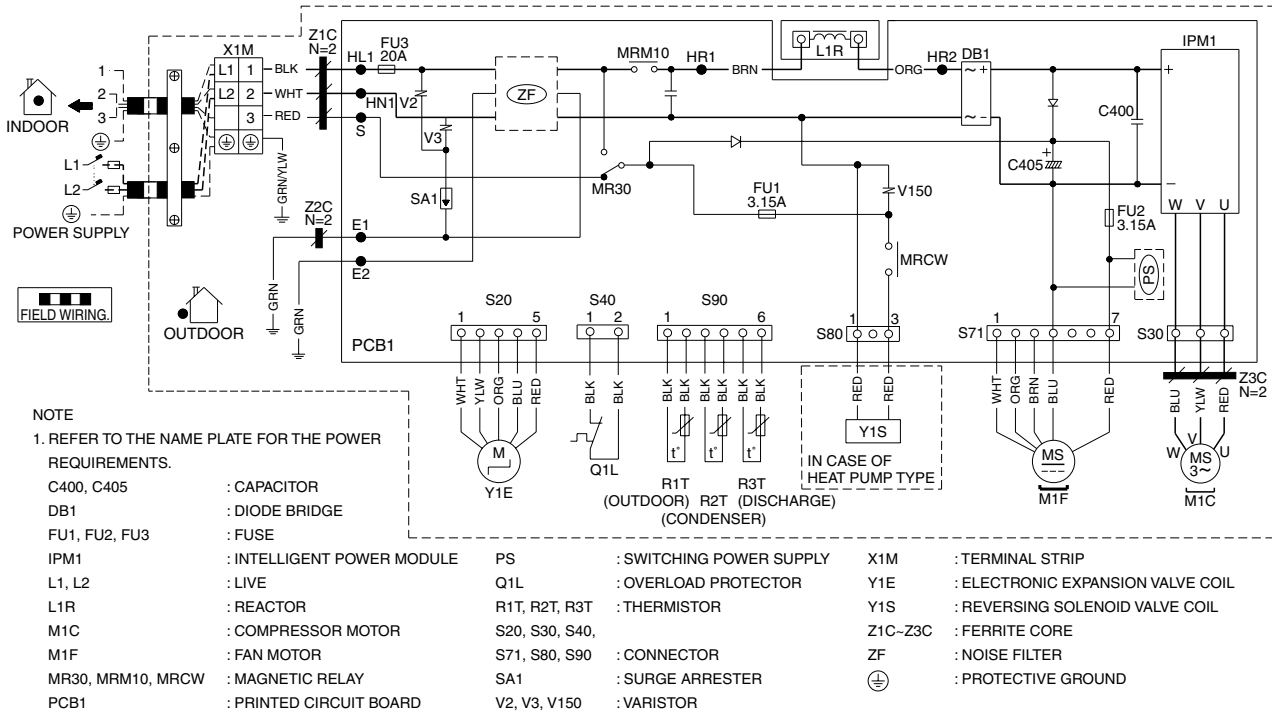 INDOOR
1
2
3
L1
L2
POWER SUPPLY
FIELD WIRING.
OUTDOOR
X1M
L1 1
L2 2
3
BLK
WHT
RED
GRN/YLW
Z1C
N=2
HL1
HN1
S
FU3
20A
V2
V3
SA1
Z2C
N=2
E1
E2
GRN
GRN
ZF
MRM10
HR1
BRN
L1R
ORG
HR2
DB1
~ +
~ -
MR30
FU1
3.15A
V150
MRCW
C400
C405
+
IPM1
+
-
W V U
FU2
3.15A
PS
PCB1
S20
1 5
WHT
YLW
ORG
BLU
RED
M
Y1E
S40
1 2
BLK
BLK
Q1L
S90
1 6
BLK
BLK
BLK
BLK
BLK
BLK
t°
t°
t°
R1T
(OUTDOOR)
R2T
(CONDENSER)
R3T
(DISCHARGE)
S80
1 3
RED
RED
Y1S
IN CASE OF
HEAT PUMP TYPE
S71
1 7
WHT
ORG
BRN
BLU
RED
MS
M1F
S30
Z3C
N=2
BLU
YLW
RED
W V U
MS
3~
M1C
NOTE
1. REFER TO THE NAME PLATE FOR THE POWER
REQUIREMENTS.
C400, C405 : CAPACITOR
DB1 : DIODE BRIDGE
FU1, FU2, FU3 : FUSE
IPM1 : INTELLIGENT POWER MODULE
L1, L2 : LIVE
L1R : REACTOR
M1C : COMPRESSOR MOTOR
M1F : FAN MOTOR
MR30, MRM10, MRCW : MAGNETIC RELAY
PCB1 : PRINTED CIRCUIT BOARD
PS : SWITCHING POWER SUPPLY
Q1L : OVERLOAD PROTECTOR
R1T, R2T, R3T : THERMISTOR
S20, S30, S40,
S71, S80, S90 : CONNECTOR
SA1 : SURGE ARRESTER
V2, V3, V150 : VARISTOR
X1M : TERMINAL STRIP
Y1E : ELECTRONIC EXPANSION VALVE COIL
Y1S : REVERSING SOLENOID VALVE COIL
Z1C~Z3C : FERRITE CORE
ZF : NOISE FILTER
: PROTECTIVE GROUND